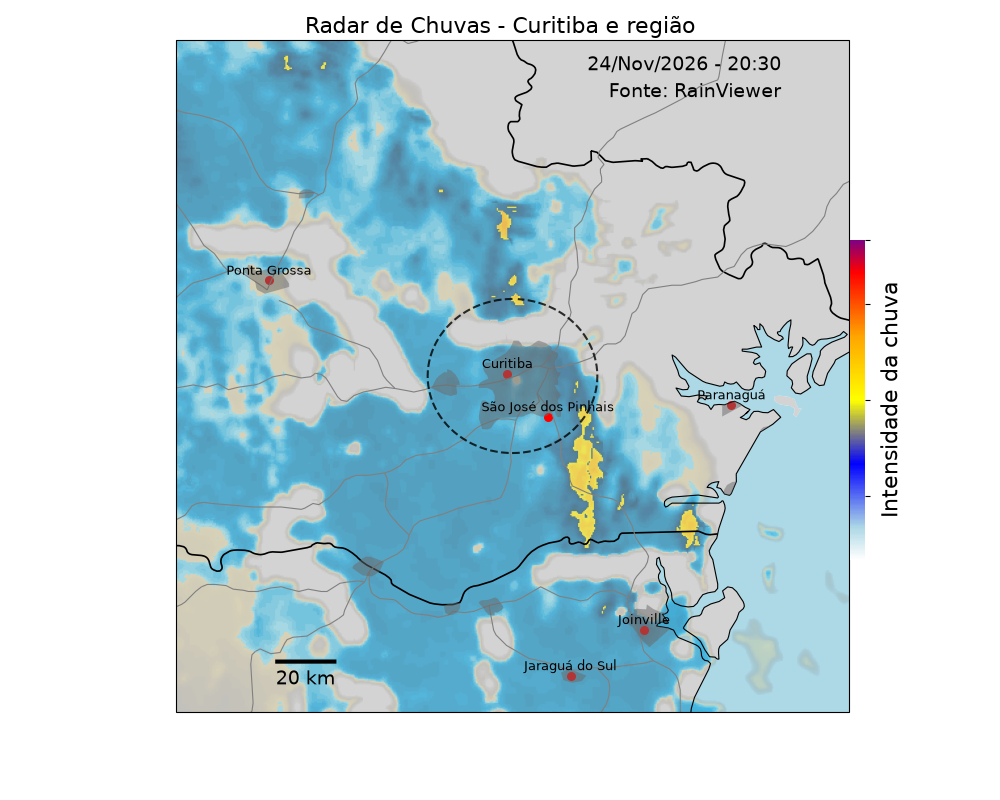 Radar de Chuvas - Curitiba e região
24/Nov/2026 - 20:30
Fonte: RainViewer
Ponta Grossa
Curitiba
São José dos Pinhais
Paranaguá
Intensidade da chuva
Joinville
Jaraguá do Sul
20 km